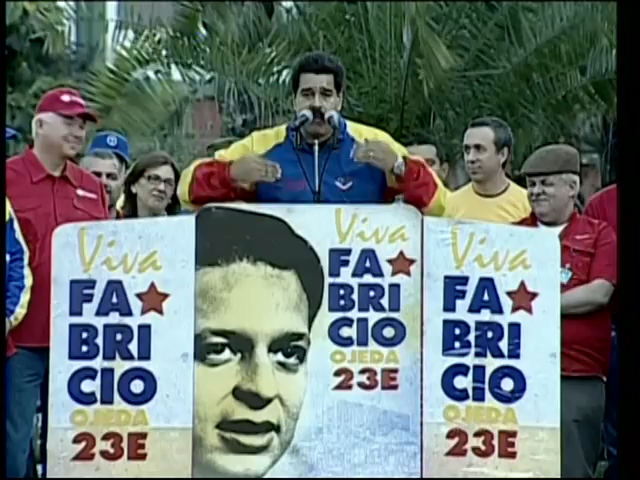 Viva
FA★
BRI
CIO
OJEDA
23E
Viva
FA★
BRI
CIO
OJEDA
23E
Viva
FA★
BRI
CIO
OJEDA
23E